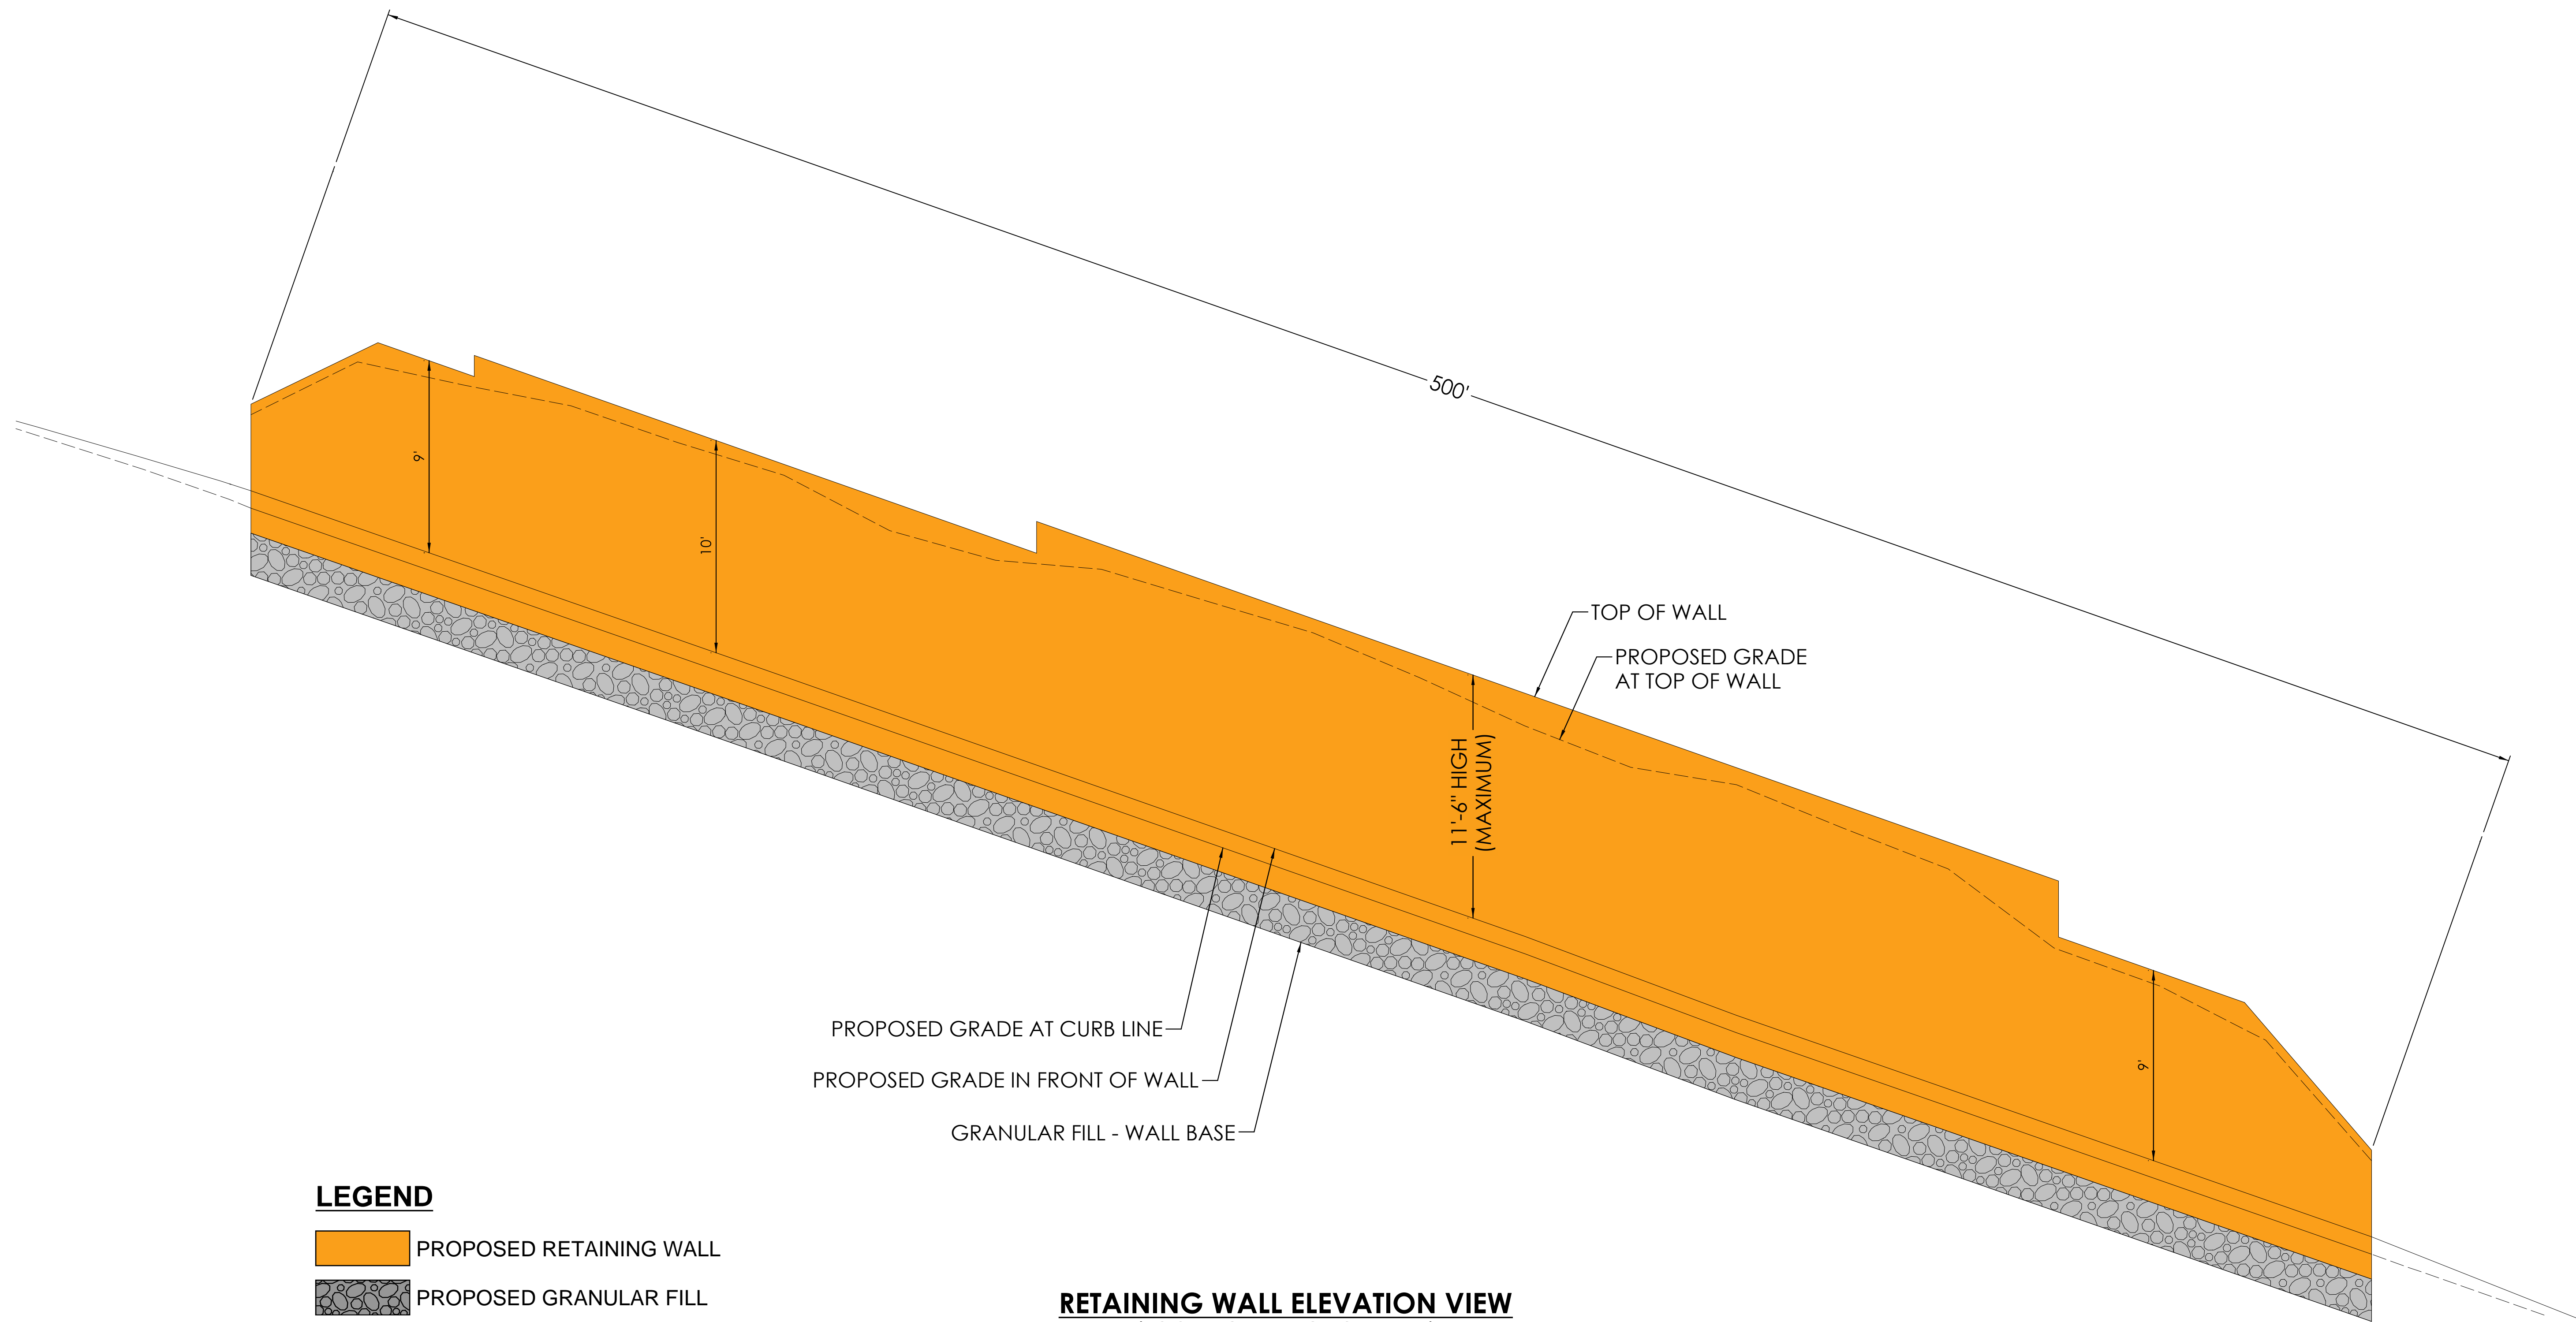 500'
9'
10'
TOP OF WALL
PROPOSED GRADE
AT TOP OF WALL
11'-6" HIGH
(MAXIMUM)
PROPOSED GRADE AT CURB LINE
PROPOSED GRADE IN FRONT OF WALL
GRANULAR FILL - WALL BASE
9'
LEGEND
PROPOSED RETAINING WALL
PROPOSED GRANULAR FILL
RETAINING WALL ELEVATION VIEW